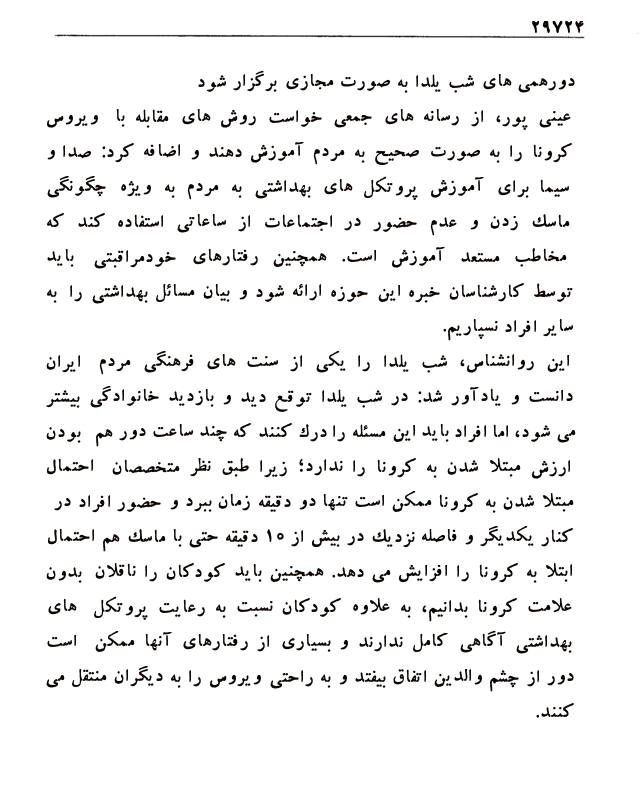 ۲۹۷۲۴
دورهمی های شب یلدا به صورت مجازی برگزار شود
عینی پور، از رسانه های جمعی خواست روش های مقابله با ویروس
کرونا را به صورت صحیح به مردم آموزش دهند و اضافه کرد: صدا و
سیما برای آموزش پروتکل های بهداشتی به مردم به ویژه چگونگی
ماسک زدن و عدم حضور در اجتماعات از ساعاتی استفاده کند که
مخاطب مستعد آموزش است. همچنین رفتارهای خودمراقبتی باید
توسط کارشناسان خبره این حوزه ارائه شود و بیان مسائل بهداشتی را به
سایر افراد نسپاریم.
این روانشناس، شب یلدا را یکی از سنت های فرهنگی مردم ایران
دانست و یادآور شد: در شب یلدا توقع دید و بازدید خانوادگی بیشتر
می شود، اما افراد باید این مسئله را درک کنند که چند ساعت دور هم بودن
ارزش مبتلا شدن به کرونا را ندارد؛ زیرا طبق نظر متخصصان احتمال
مبتلا شدن به کرونا ممکن است تنها دو دقیقه زمان ببرد و حضور افراد در
کنار یکدیگر و فاصله نزدیک در بیش از ۱۵ دقیقه حتی با ماسک هم احتمال
ابتلا به کرونا را افزایش می دهد. همچنین باید کودکان را ناقلان بدون
علامت کرونا بدانیم، به علاوه کودکان نسبت به رعایت پروتکل های
بهداشتی آگاهی کامل ندارند و بسیاری از رفتارهای آنها ممکن است
دور از چشم والدین اتفاق بیفتد و به راحتی ویروس را به دیگران منتقل می
کنند.